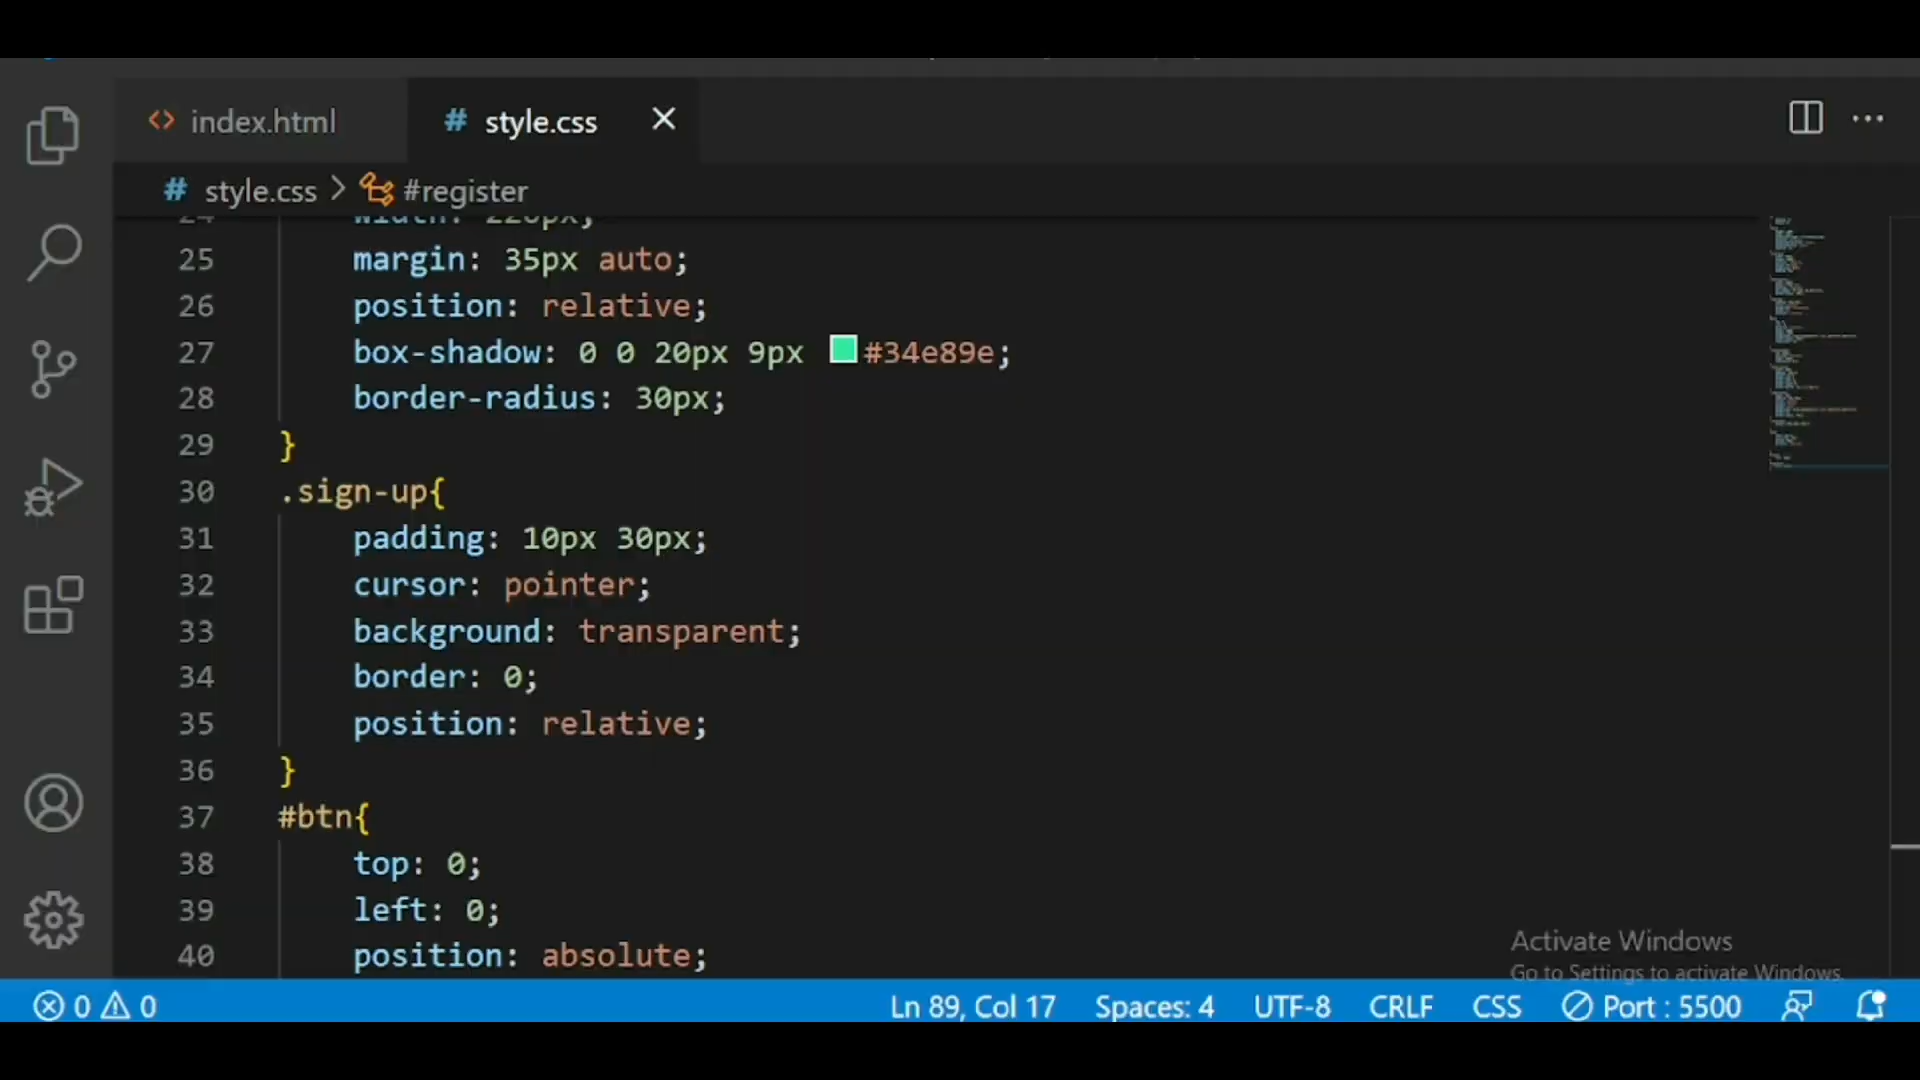 index.html
style.css
style.css > #register
24 width: 220px;
25 margin: 35px auto;
26 position: relative;
27 box-shadow: 0 0 20px 9px #34e89e;
28 border-radius: 30px;
29 }
30 .sign-up{
31 padding: 10px 30px;
32 cursor: pointer;
33 background: transparent;
34 border: 0;
35 position: relative;
36 }
37 #btn{
38 top: 0;
39 left: 0;
40 position: absolute;
Activate Windows
Go to Settings to activate Windows.
0 0 Ln 89, Col 17 Spaces: 4 UTF-8 CRLF CSS Port : 5500